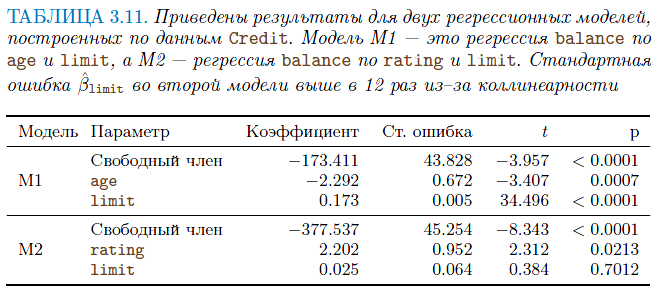 ТАБЛИЦА 3.11. Приведены результаты для двух регрессионных моделей,
построенных по данным Credit. Модель M1 — это регрессия balance по
age и limit, а M2 — регрессия balance по rating и limit. Стандартная
ошибка β̂limit во второй модели выше в 12 раз из–за коллинеарности
Модель Параметр Коэффициент Ст. ошибка t p
Свободный член −173.411 43.828 −3.957 < 0.0001
M1 age −2.292 0.672 −3.407 0.0007
limit 0.173 0.005 34.496 < 0.0001
Свободный член −377.537 45.254 −8.343 < 0.0001
M2 rating 2.202 0.952 2.312 0.0213
limit 0.025 0.064 0.384 0.7012